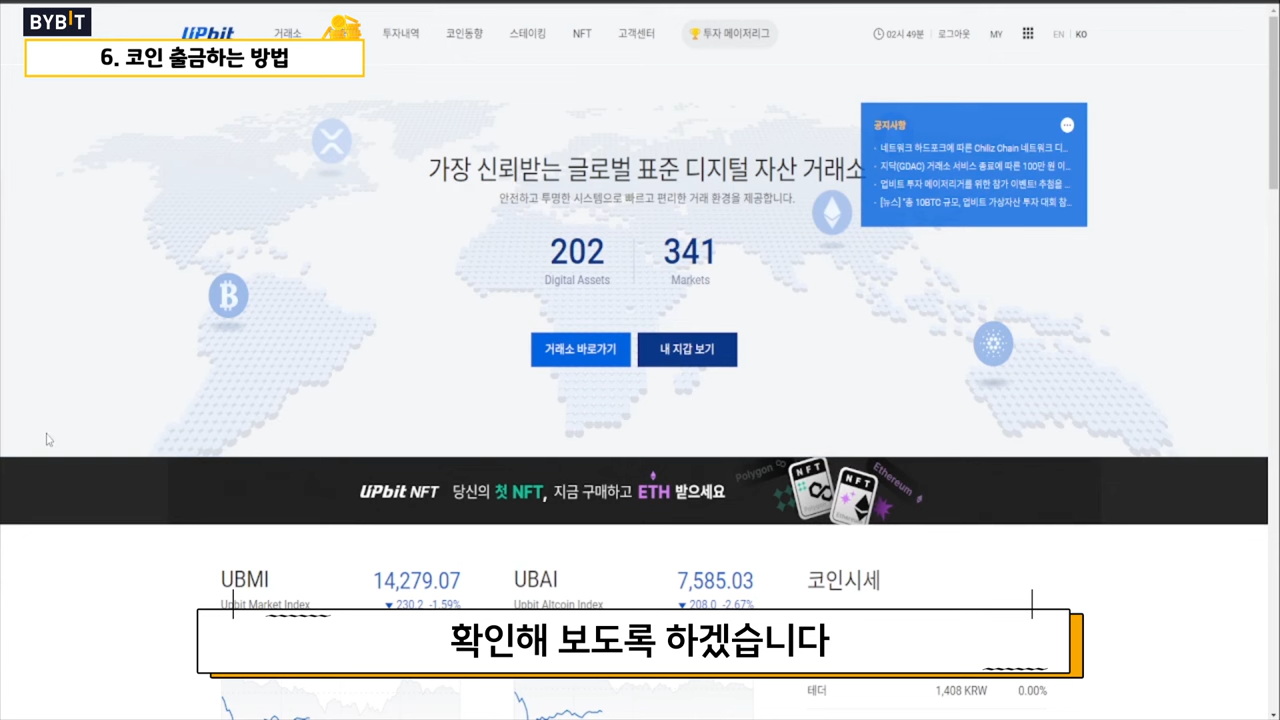 BYBIT
6. 코인 출금하는 방법
UPbit 거래소 투자내역 코인동향 스테이킹 NFT 고객센터 투자 메이저리그 02시 49분 로그아웃 MY EN KO
공지사항
· 네트워크 하드포크에 따른 Chiliz Chain 네트워크 디...
· 지닥(GDAC) 거래소 서비스 종료에 따른 100만 원 이...
· 업비트 투자 메이저리거를 위한 참가 이벤트! 추첨을 ...
· [뉴스] "총 10BTC 규모, 업비트 가상자산 투자 대회 참...
가장 신뢰받는 글로벌 표준 디지털 자산 거래소
안전하고 투명한 시스템으로 빠르고 편리한 거래 환경을 제공합니다.
202 341
Digital Assets Markets
거래소 바로가기 내 지갑 보기
UPbit NFT 당신의 첫 NFT, 지금 구매하고 ETH 받으세요
Polygon NFT NFT Ethereum
UBMI 14,279.07 UBAI 7,585.03 코인시세
Upbit Market Index ▼ 230.2 -1.59% Upbit Altcoin Index ▼ 208.0 -2.67%
확인해 보도록 하겠습니다
테더 1,408 KRW 0.00%